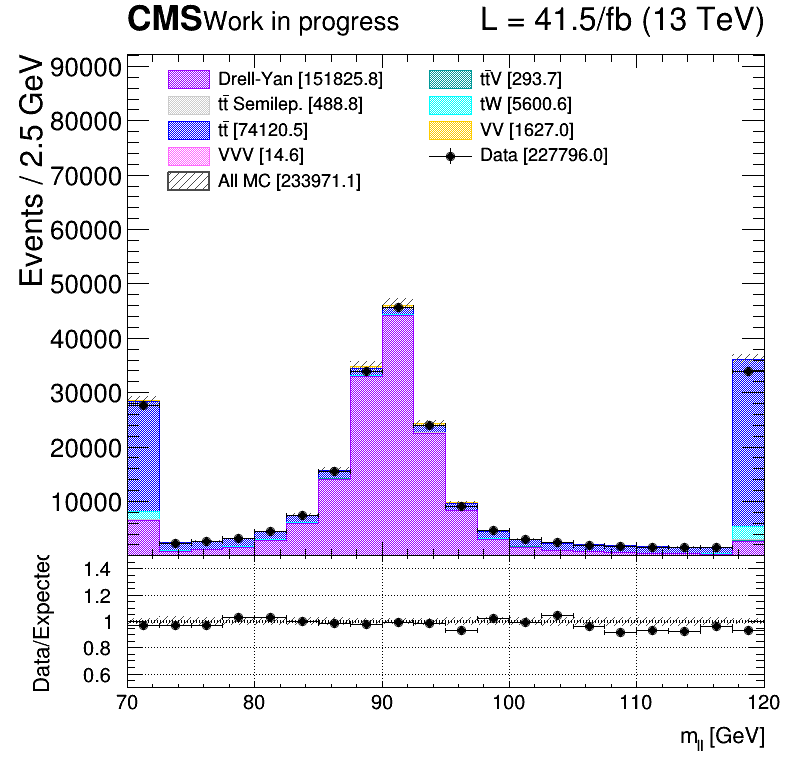 CMS Work in progress L = 41.5/fb (13 TeV)
Events / 2.5 GeV
90000
80000
70000
60000
50000
40000
30000
20000
10000
Drell-Yan [151825.8]
tt̄ Semilep. [488.8]
tt̄ [74120.5]
VVV [14.6]
All MC [233971.1]
tt̄V [293.7]
tW [5600.6]
VV [1627.0]
Data [227796.0]
Data/Expected
1.4
1.2
1
0.8
0.6
70 80 90 100 110 120
m_ll [GeV]